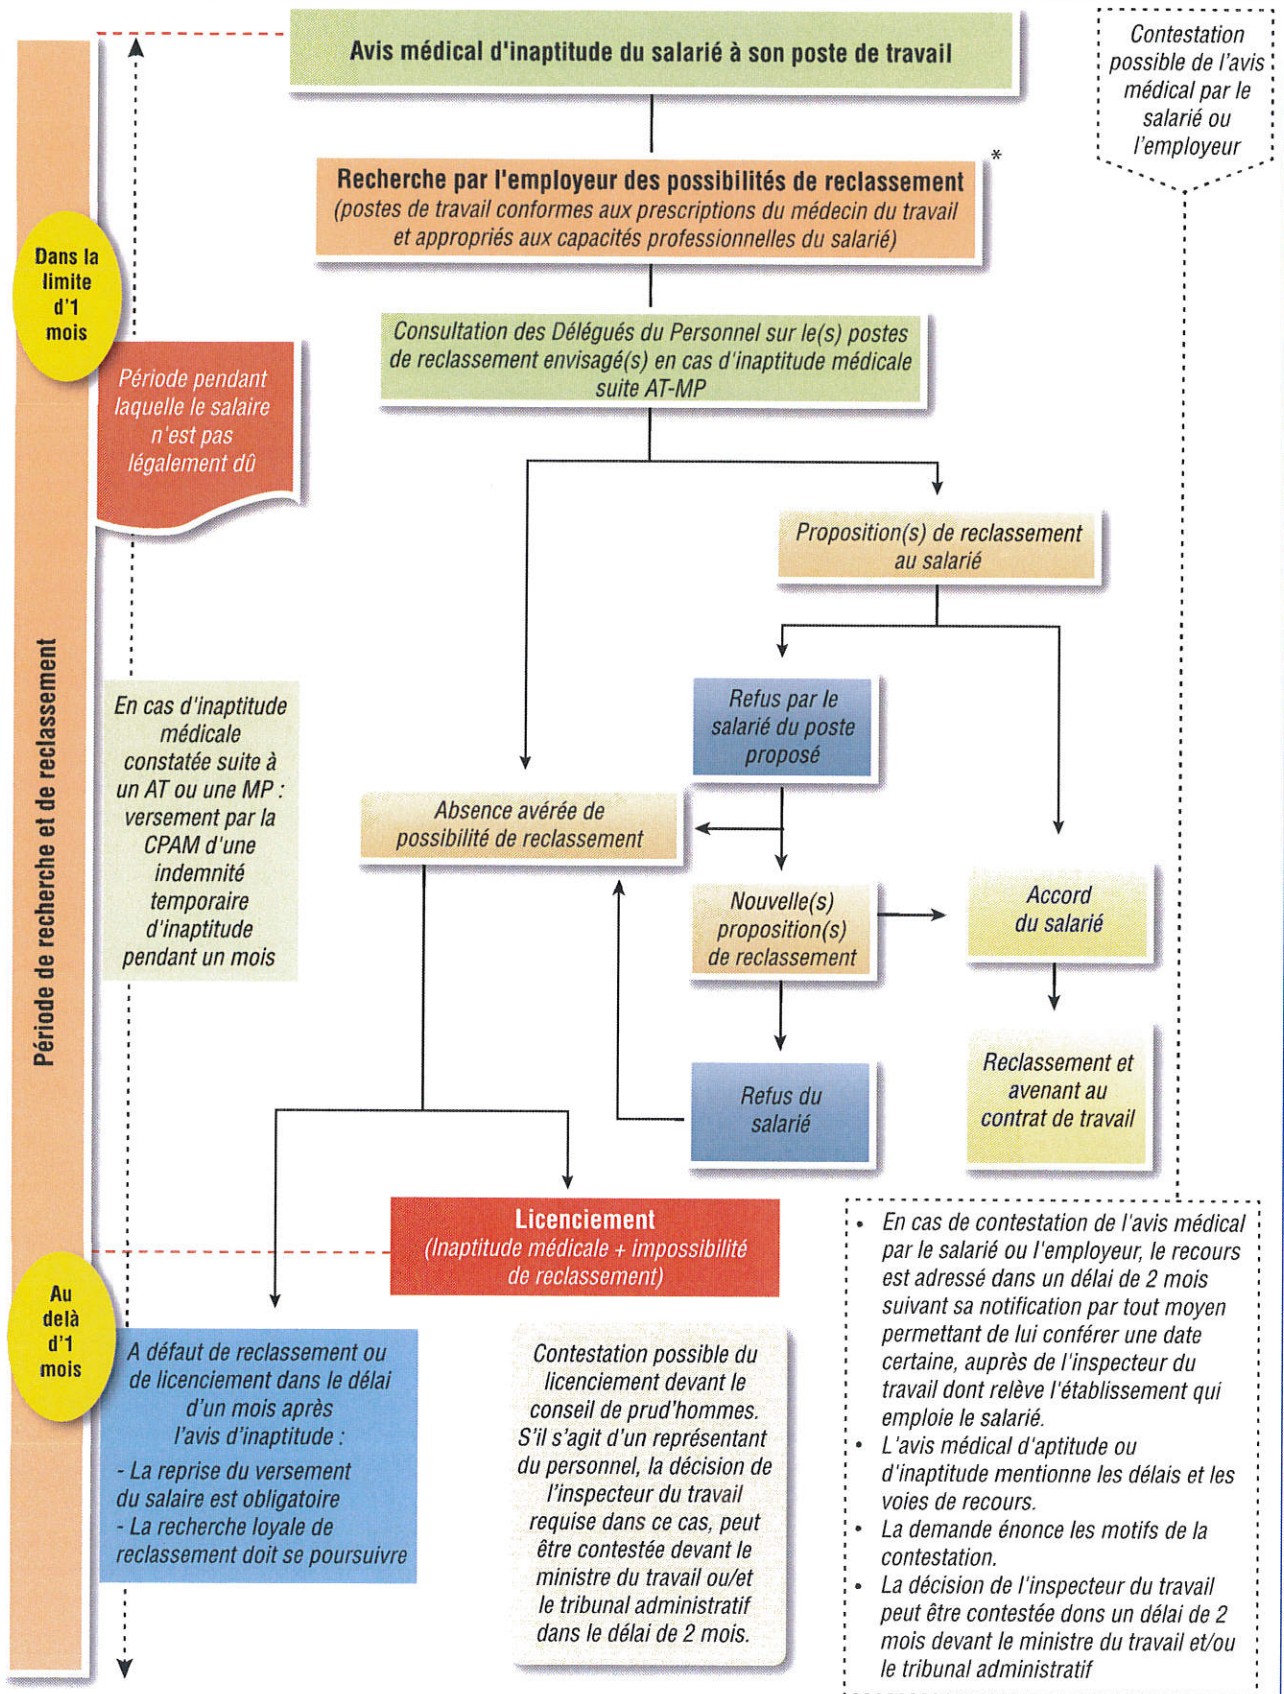 Avis médical d'inaptitude du salarié à son poste de travail
Contestation
possible de l'avis
médical par le
salarié ou
l'employeur
Recherche par l'employeur des possibilités de reclassement
*
(postes de travail conformes aux prescriptions du médecin du travail
et appropriés aux capacités professionnelles du salarié)
Dans la
limite
d'1
mois
Consultation des Délégués du Personnel sur le(s) postes
de reclassement envisagé(s) en cas d'inaptitude médicale
suite AT-MP
Période pendant
laquelle le salaire
n'est pas
légalement dû
Proposition(s) de reclassement
au salarié
Période de recherche et de reclassement
En cas d'inaptitude
médicale
constatée suite à
un AT ou une MP :
versement par la
CPAM d'une
indemnité
temporaire
d'inaptitude
pendant un mois
Refus par le
salarié du poste
proposé
Absence avérée de
possibilité de reclassement
Nouvelle(s)
proposition(s)
de reclassement
Accord
du salarié
Refus du
salarié
Reclassement et
avenant au
contrat de travail
Licenciement
(Inaptitude médicale + impossibilité
de reclassement)
Au
delà
d'1
mois
A défaut de reclassement ou
de licenciement dans le délai
d'un mois après
l'avis d'inaptitude :
- La reprise du versement
du salaire est obligatoire
- La recherche loyale de
reclassement doit se poursuivre
Contestation possible du
licenciement devant le
conseil de prud'hommes.
S'il s'agit d'un représentant
du personnel, la décision de
l'inspecteur du travail
requise dans ce cas, peut
être contestée devant le
ministre du travail ou/et
le tribunal administratif
dans le délai de 2 mois.
• En cas de contestation de l'avis médical
par le salarié ou l'employeur, le recours
est adressé dans un délai de 2 mois
suivant sa notification par tout moyen
permettant de lui conférer une date
certaine, auprès de l'inspecteur du
travail dont relève l'établissement qui
emploie le salarié.
• L'avis médical d'aptitude ou
d'inaptitude mentionne les délais et les
voies de recours.
• La demande énonce les motifs de la
contestation.
• La décision de l'inspecteur du travail
peut être contestée dons un délai de 2
mois devant le ministre du travail et/ou
le tribunal administratif